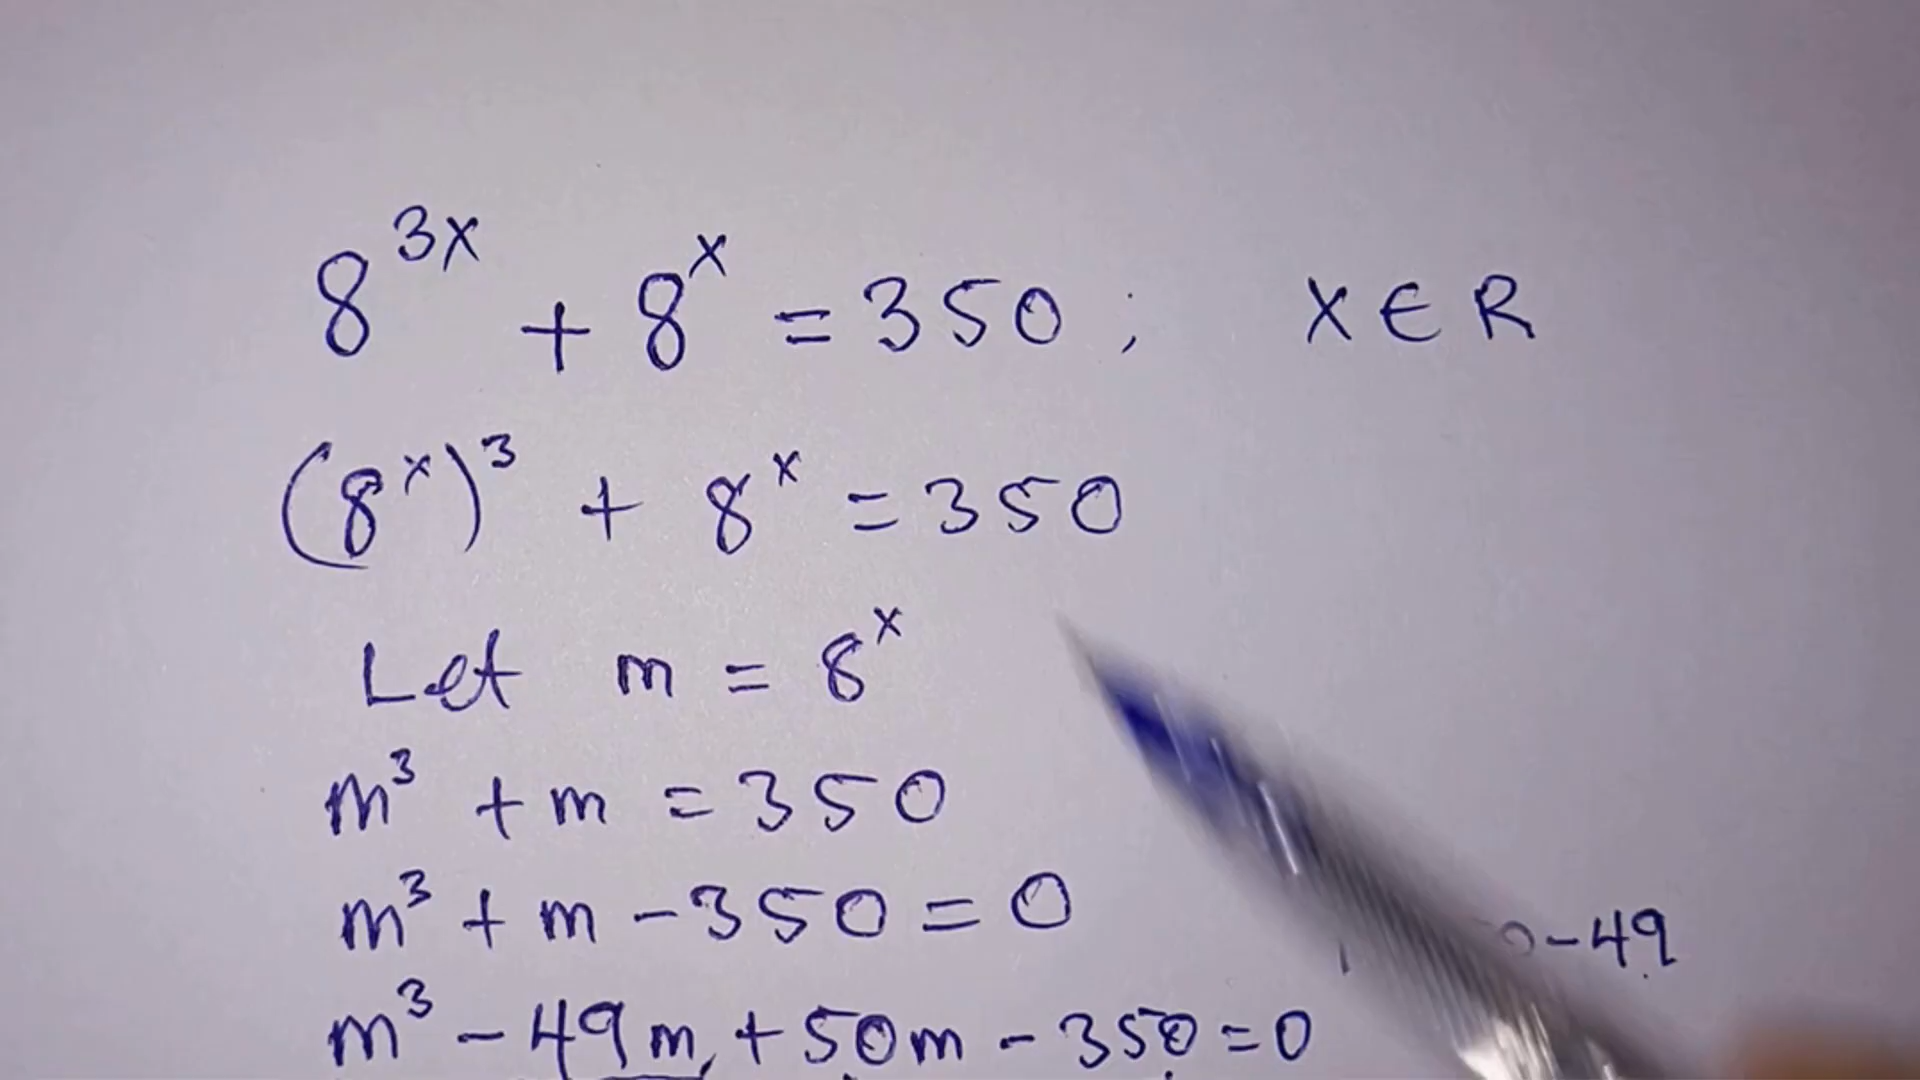 8^{3x} + 8^x = 350 ; x ∈ R
(8^x)^3 + 8^x = 350
Let m = 8^x
m^3 + m = 350
m^3 + m - 350 = 0
-49
m^3 - 49m + 50m - 350 = 0